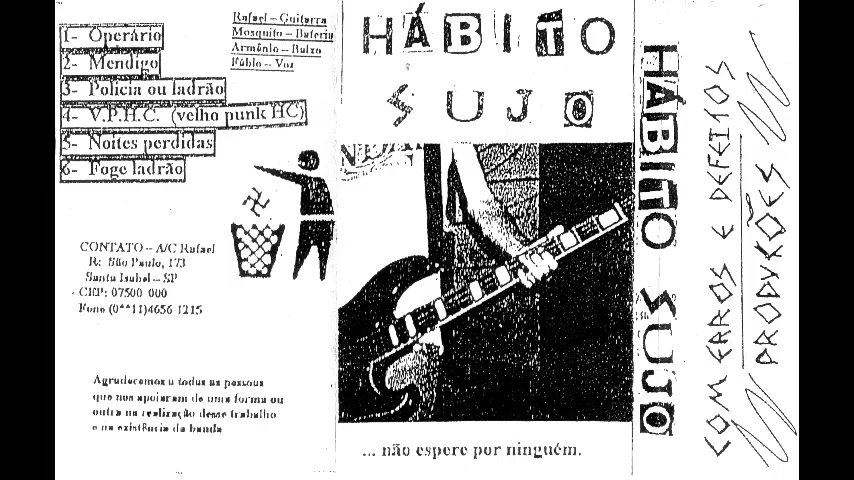 1- Operário
2- Mendigo
3- Policia ou ladrão
4- V.P.H.C. (velho punk HC)
5- Noites perdidas
6- Foge ladrão
Rafael – Guitarra
Mosquito – Bateria
Armênio – Baixo
Fábio – Voz
CONTATO – A/C Rafael
R: São Paulo, 173
Santa Isabel – SP
CEP: 07500-000
Fone (0**11)4656-1215
Agradecemos a todas as pessoas
que nos apoiaram de uma forma ou
outra na realização desse trabalho
e na existência da banda
HÁBITO
SUJO
... não espere por ninguém.
HÁBITO SUJO
COM ERROS E DEFEITOS
PRODUKÕES